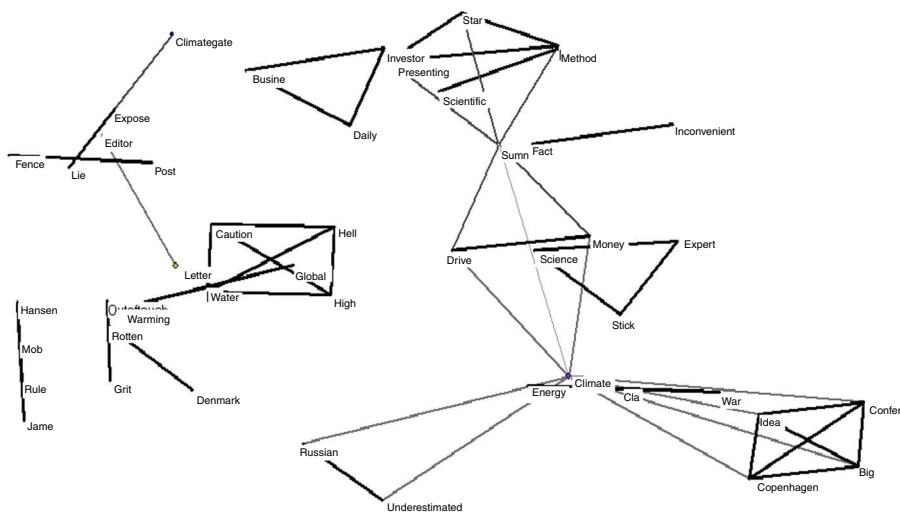 Star
Climategate
Investor
Method
Presenting
Busine
Scientific
Expose
Inconvenient
Daily
Editor
Fact
Sumn
Fence
Post
Lie
Caution
Hell
Money
Expert
Drive
Science
Letter
Global
Water
High
Hansen
Warming
Stick
Rotten
Mob
Climate
Rule
Grit
Energy
Cla
Denmark
War
Confer
Idea
Jame
Russian
Big
Copenhagen
Underestimated